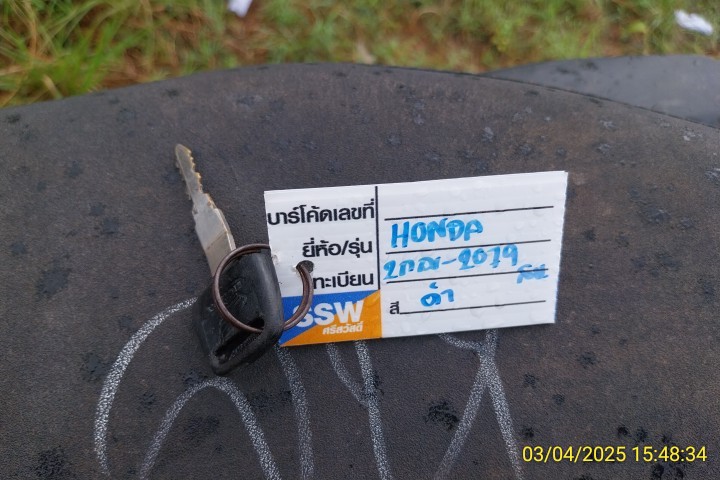 บาร์โค้ดเลขที่
ยี่ห้อ/รุ่น HONDA
ทะเบียน 2กฌ-2079
สี ดำ
SSW
ศรีสวัสดิ์
03/04/2025 15:48:34